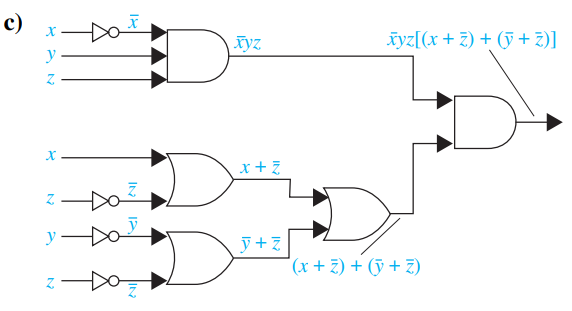 c)
x
x̄
y
z
x̄yz
x̄yz[(x + z̄) + (ȳ + z̄)]
x
x + z̄
z
z̄
y
ȳ
ȳ + z̄
(x + z̄) + (ȳ + z̄)
z
z̄